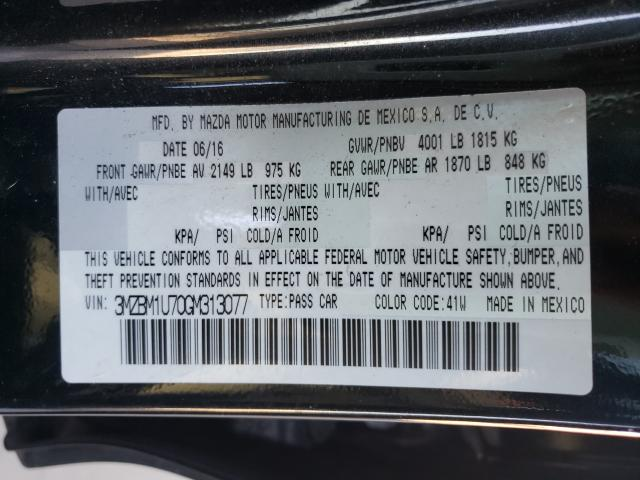 MFD. BY MAZDA MOTOR MANUFACTURING DE MEXICO S.A. DE C.V.
DATE 06/16 GVWR/PNBV 4001 LB 1815 KG
FRONT GAWR/PNBE AV 2149 LB 975 KG REAR GAWR/PNBE AR 1870 LB 848 KG
WITH/AVEC TIRES/PNEUS WITH/AVEC TIRES/PNEUS
RIMS/JANTES RIMS/JANTES
KPA/ PSI COLD/A FROID KPA/ PSI COLD/A FROID
THIS VEHICLE CONFORMS TO ALL APPLICABLE FEDERAL MOTOR VEHICLE SAFETY, BUMPER, AND
THEFT PREVENTION STANDARDS IN EFFECT ON THE DATE OF MANUFACTURE SHOWN ABOVE.
VIN: 3MZBM1U70GM313077 TYPE:PASS CAR COLOR CODE:41W MADE IN MEXICO